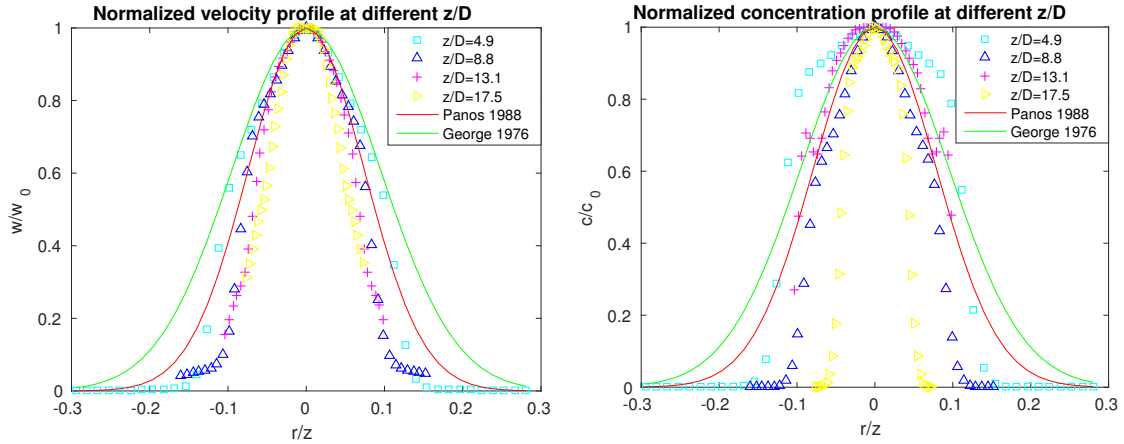 Normalized velocity profile at different z/D
1
0.8
0.6
0.4
0.2
0
-0.3
-0.2
-0.1
0
0.1
0.2
0.3
w/w0
r/z
z/D=4.9
z/D=8.8
z/D=13.1
z/D=17.5
Panos 1988
George 1976
Normalized concentration profile at different z/D
1
0.8
0.6
0.4
0.2
0
-0.3
-0.2
-0.1
0
0.1
0.2
0.3
c/c0
r/z
z/D=4.9
z/D=8.8
z/D=13.1
z/D=17.5
Panos 1988
George 1976